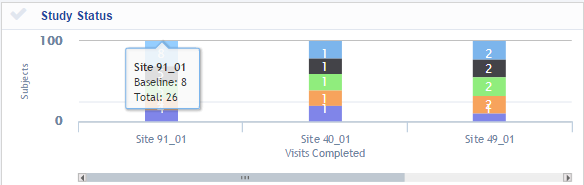 Study Status
100
Subjects
0
Site 91_01
Baseline: 8
Total: 26
1
1
1
1
1
2
2
2
2
1
Site 91_01
Site 40_01
Site 49_01
Visits Completed